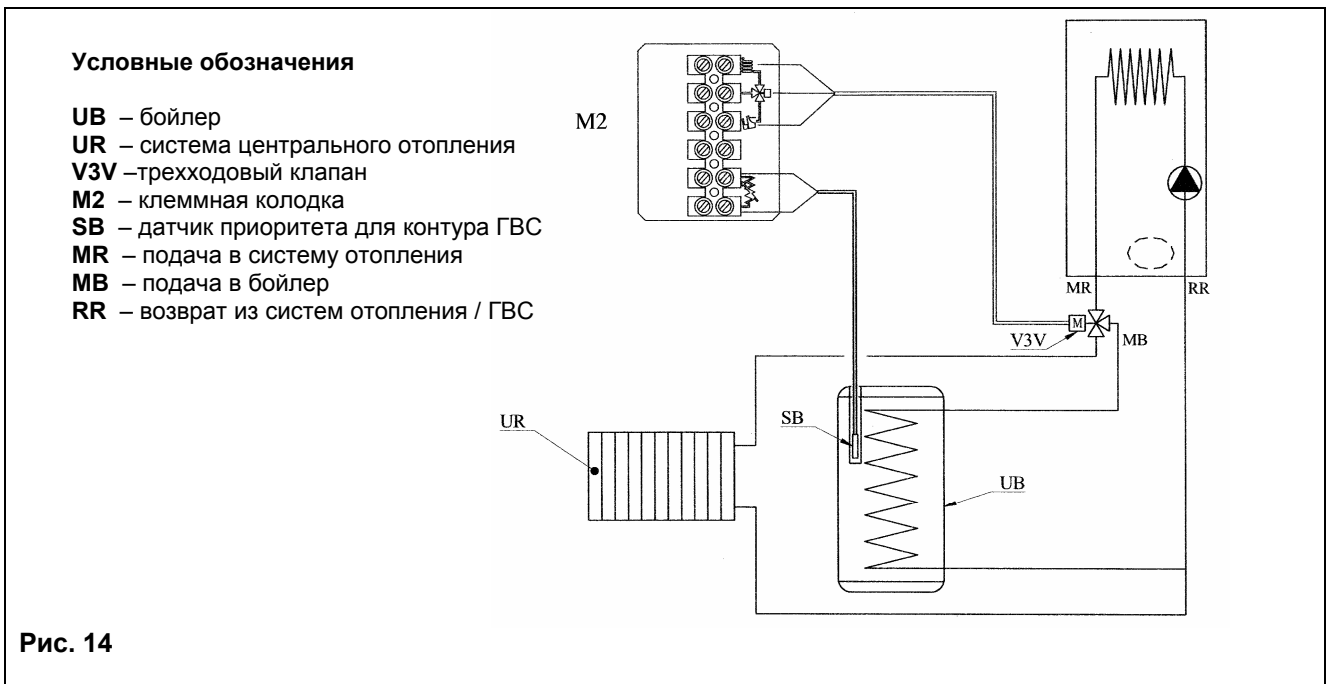 Условные обозначения
UB – бойлер
UR – система центрального отопления
V3V –трехходовый клапан
M2 – клеммная колодка
SB – датчик приоритета для контура ГВС
MR – подача в систему отопления
MB – подача в бойлер
RR – возврат из систем отопления / ГВС
M2
MR
RR
M
V3V
MB
UR
SB
UB
Рис. 14